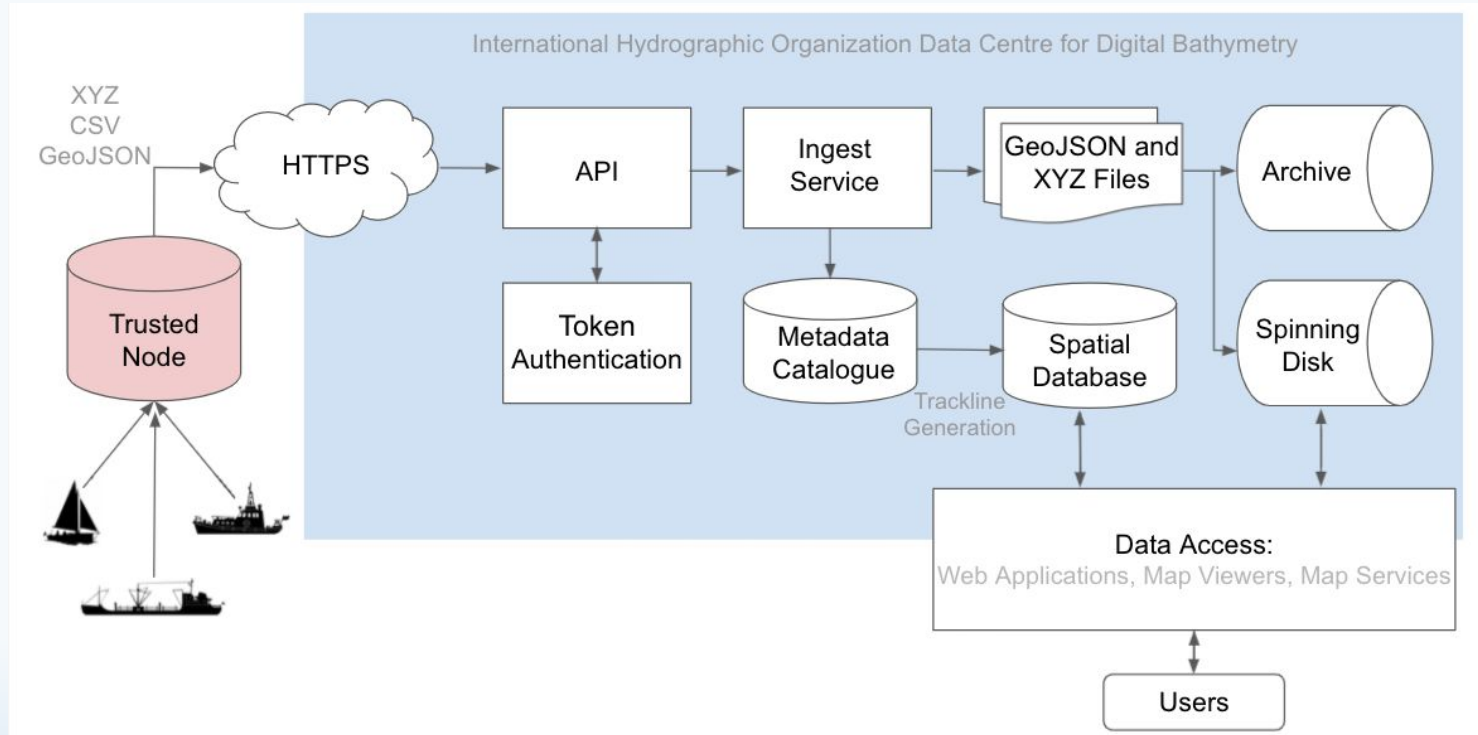 International Hydrographic Organization Data Centre for Digital Bathymetry
XYZ
CSV
GeoJSON
HTTPS
API
Ingest
Service
GeoJSON and
XYZ Files
Archive
Trusted
Node
Token
Authentication
Metadata
Catalogue
Trackline
Generation
Spatial
Database
Spinning
Disk
Data Access:
Web Applications, Map Viewers, Map Services
Users